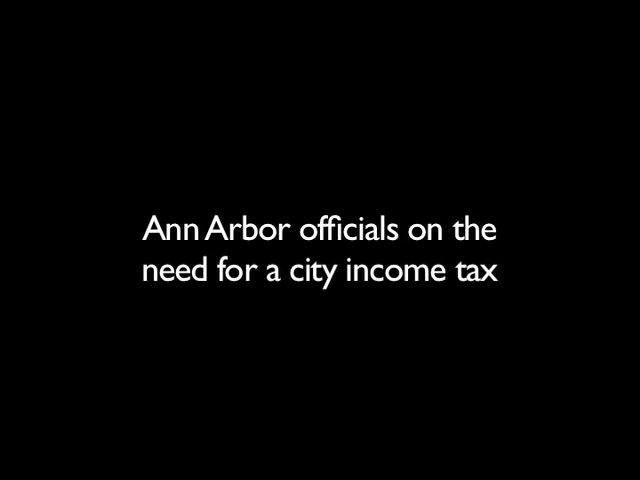 Ann Arbor officials on the
need for a city income tax